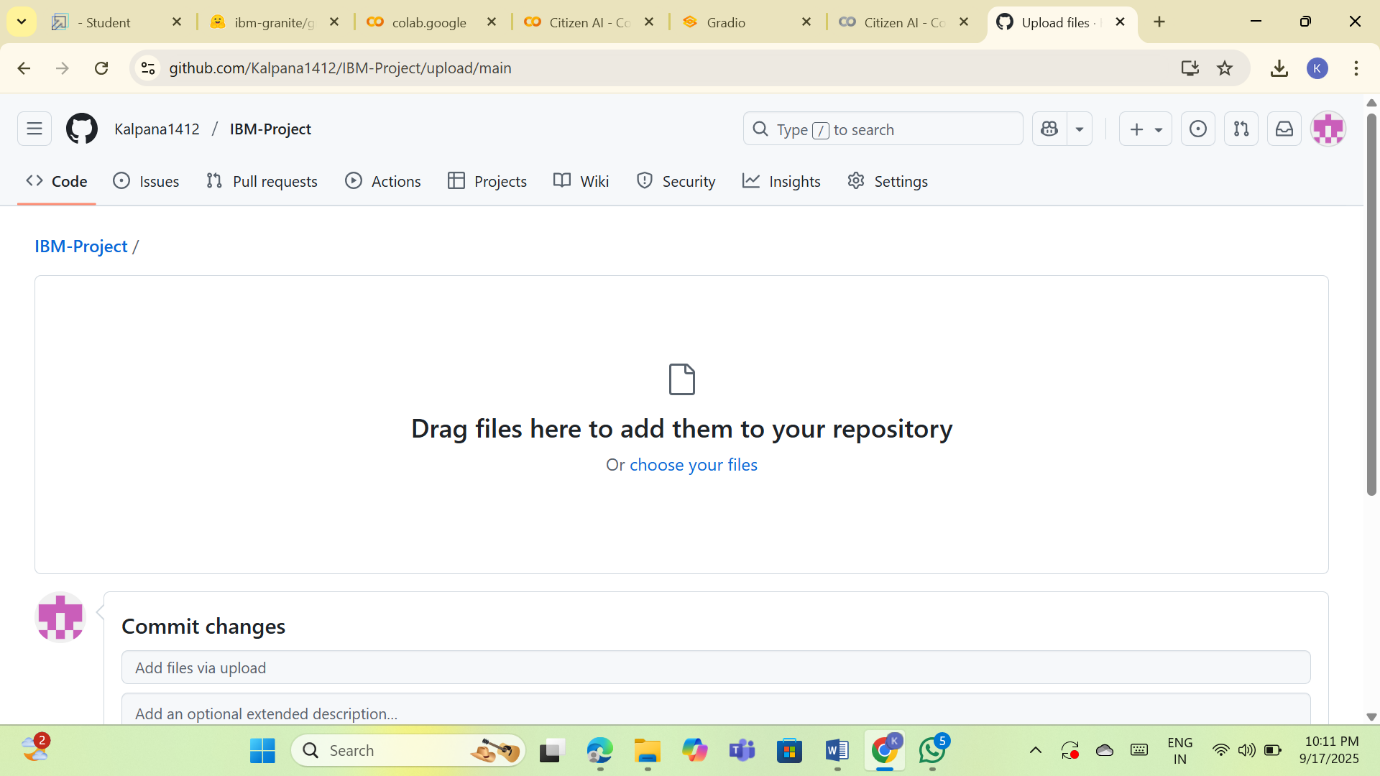 - Student
ibm-granite/g
colab.google
Citizen AI - Co
Gradio
Citizen AI - Co
Upload files ·
github.com/Kalpana1412/IBM-Project/upload/main
K
Kalpana1412 / IBM-Project
Type / to search
Code
Issues
Pull requests
Actions
Projects
Wiki
Security
Insights
Settings
IBM-Project /
Drag files here to add them to your repository
Or choose your files
Commit changes
Add files via upload
Add an optional extended description...
2
Search
K
5
ENG
IN
10:11 PM
9/17/2025